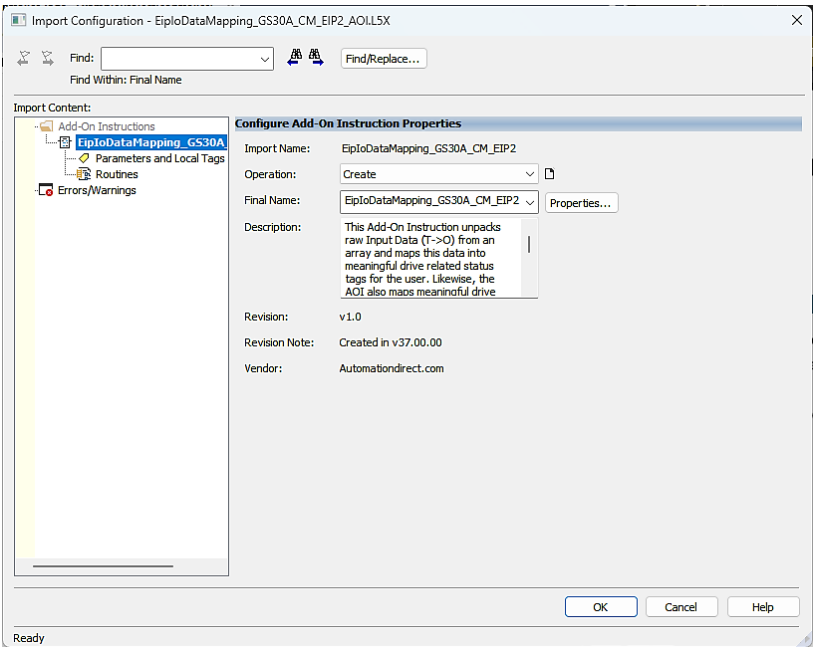 Import Configuration - EipIoDataMapping_GS30A_CM_EIP2_AOI.L5X
Find:
Find/Replace...
Find Within: Final Name
Import Content:
Add-On Instructions
EipIoDataMapping_GS30A_
Parameters and Local Tags
Routines
Errors/Warnings
Configure Add-On Instruction Properties
Import Name: EipIoDataMapping_GS30A_CM_EIP2
Operation: Create
Final Name: EipIoDataMapping_GS30A_CM_EIP2 Properties...
Description: This Add-On Instruction unpacks
raw Input Data (T->O) from an
array and maps this data into
meaningful drive related status
tags for the user. Likewise, the
AOI also maps meaningful drive
Revision: v1.0
Revision Note: Created in v37.00.00
Vendor: Automationdirect.com
OK Cancel Help
Ready